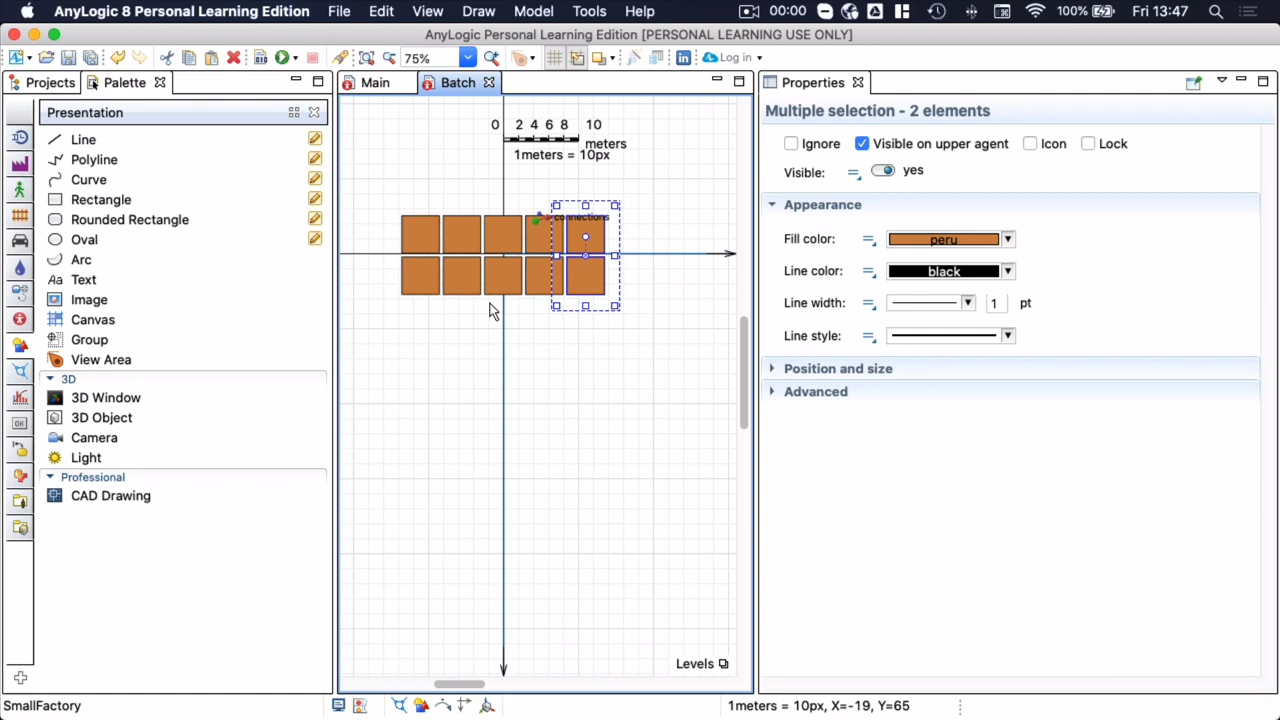 AnyLogic 8 Personal Learning Edition File Edit View Draw Model Tools Help 00:00 100% Fri 13:47
AnyLogic Personal Learning Edition [PERSONAL LEARNING USE ONLY]
75% Log in
Projects Palette Main Batch Properties
Presentation
Line
Polyline
Curve
Rectangle
Rounded Rectangle
Oval
Arc
Text
Image
Canvas
Group
View Area
3D
3D Window
3D Object
Camera
Light
Professional
CAD Drawing
0 2 4 6 8 10
meters
1meters = 10px
connections
Levels
Multiple selection - 2 elements
Ignore Visible on upper agent Icon Lock
Visible: yes
Appearance
Fill color: peru
Line color: black
Line width: 1 pt
Line style:
Position and size
Advanced
SmallFactory 1meters = 10px, X=-19, Y=65